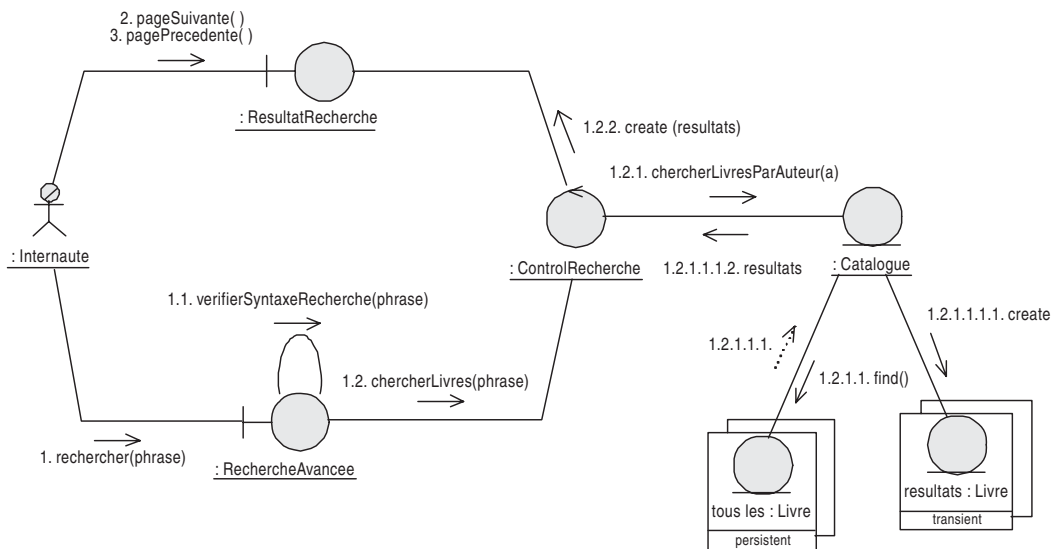 2. pageSuivante( )
3. pagePrecedente( )
: ResultatRecherche
1.2.2. create (resultats)
1.2.1. chercherLivresParAuteur(a)
: Internaute
: ControlRecherche
1.2.1.1.1.2. resultats
: Catalogue
1.1. verifierSyntaxeRecherche(phrase)
1.2.1.1.1.1. create
1.2.1.1.1.
1.2. chercherLivres(phrase)
1.2.1.1. find()
1. rechercher(phrase)
: RechercheAvancee
tous les : Livre
persistent
resultats : Livre
transient